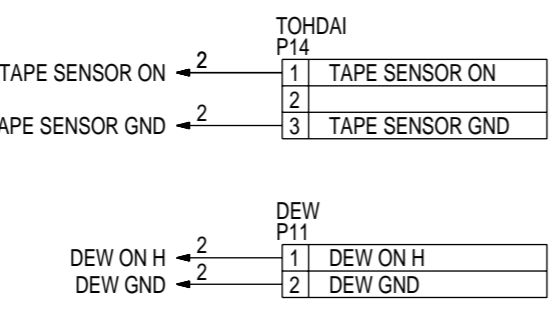 TOHDAI
P14
TAPE SENSOR ON 2 1 TAPE SENSOR ON
2
APE SENSOR GND 2 3 TAPE SENSOR GND
DEW
P11
DEW ON H 2 1 DEW ON H
DEW GND 2 2 DEW GND